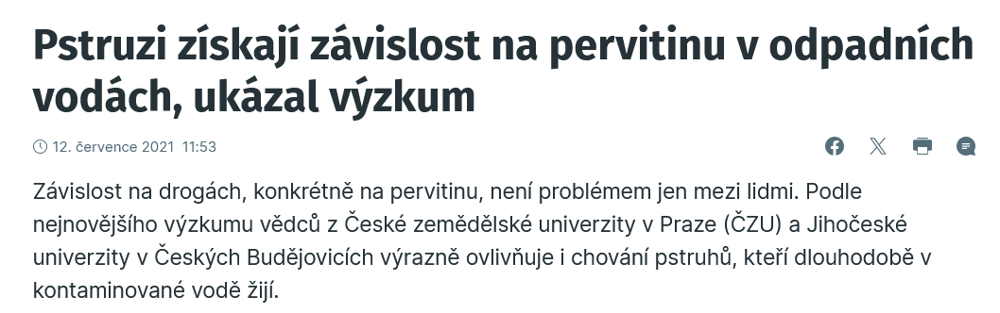 Pstruzi získají závislost na pervitinu v odpadních
vodách, ukázal výzkum
12. července 2021 11:53
Závislost na drogách, konkrétně na pervitinu, není problémem jen mezi lidmi. Podle
nejnovějšího výzkumu vědců z České zemědělské univerzity v Praze (ČZU) a Jihočeské
univerzity v Českých Budějovicích výrazně ovlivňuje i chování pstruhů, kteří dlouhodobě v
kontaminované vodě žijí.